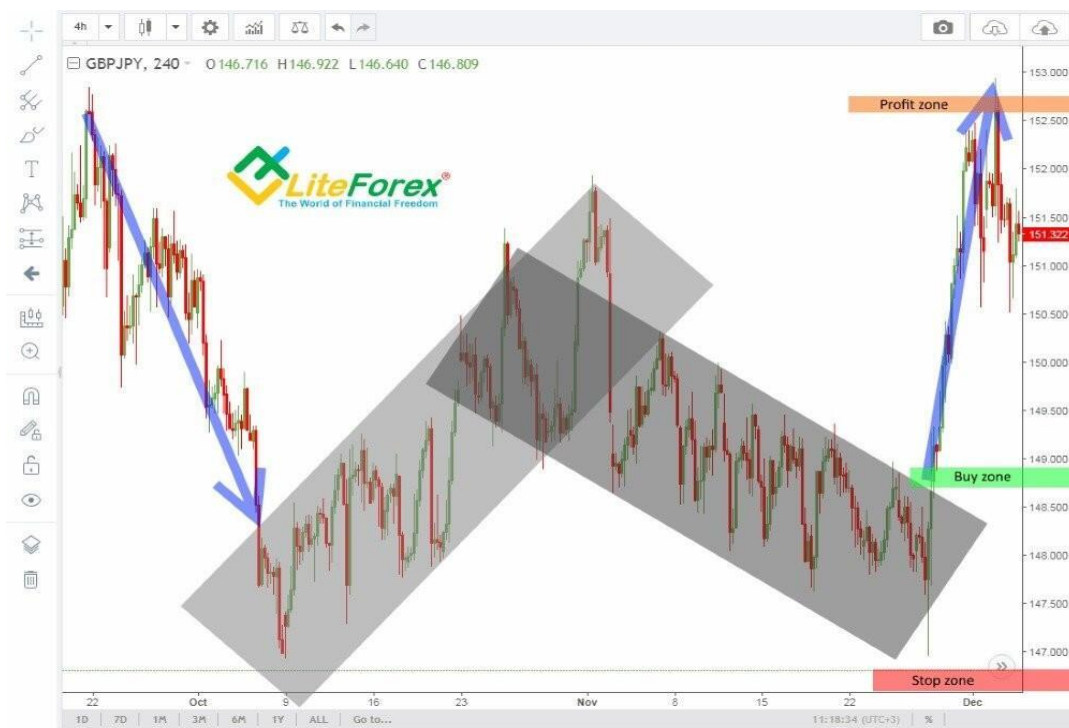 4h
GBPJPY, 240 O146.716 H146.922 L146.640 C146.809
LiteForex®
The World of Financial Freedom
Profit zone
Buy zone
Stop zone
153.000
152.500
152.000
151.500
151.322
151.000
150.500
150.000
149.500
149.000
148.500
148.000
147.500
147.000
22 Oct 9 16 23 Nov 8 15 22 Dec
1D 7D 1M 3M 6M 1Y ALL Go to... 11:18:34 (UTC+3) %